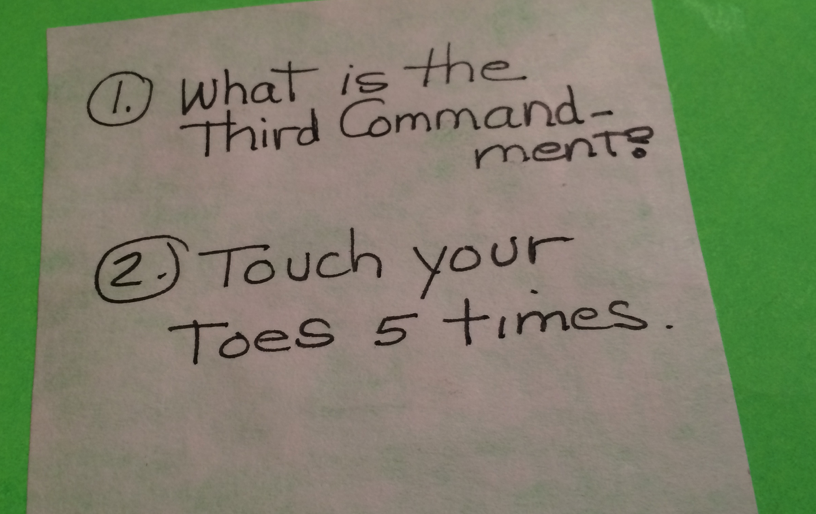 1. What is the
Third Command-
ment?
2. Touch your
Toes 5 times.